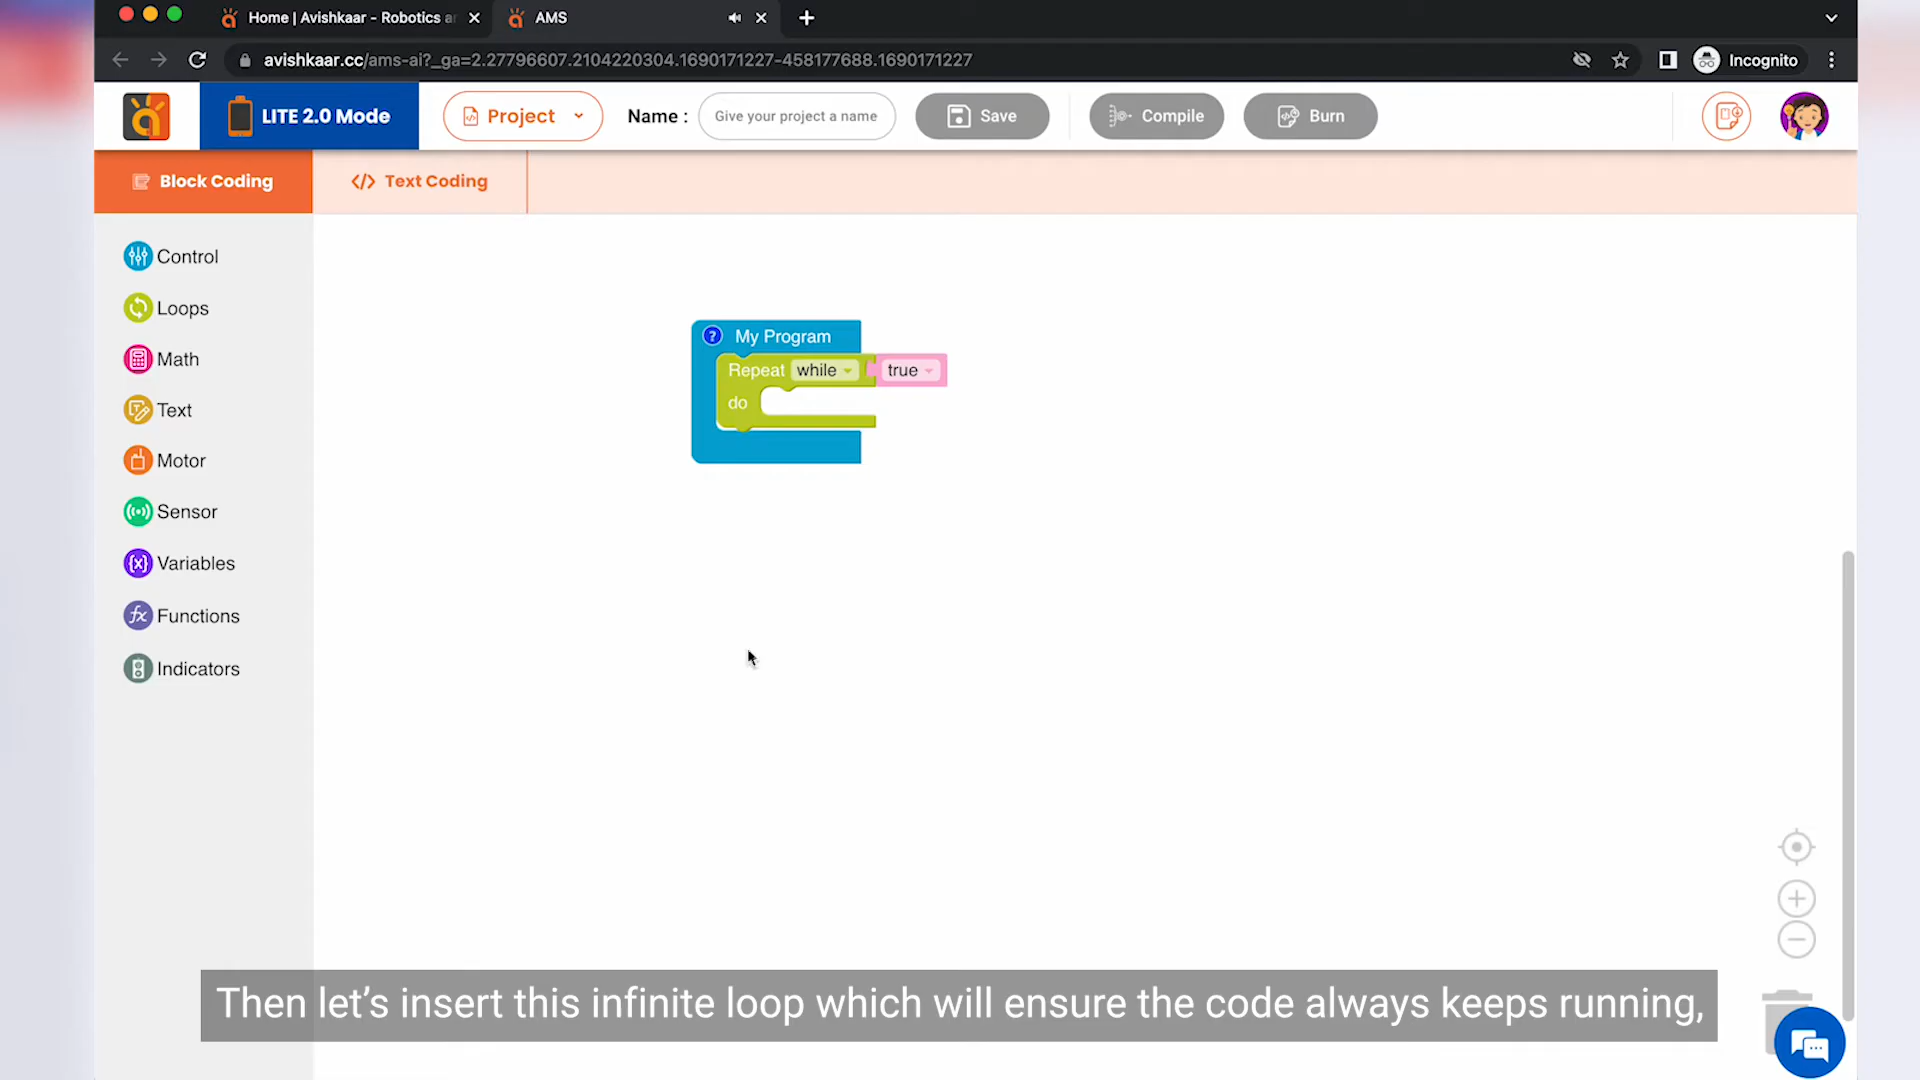 Home | Avishkaar - Robotics a
AMS
avishkaar.cc/ams-ai?_ga=2.27796607.2104220304.1690171227-458177688.1690171227
Incognito
LITE 2.0 Mode
Project
Name :
Give your project a name
Save
Compile
Burn
Block Coding
</> Text Coding
Control
Loops
Math
Text
Motor
Sensor
Variables
Functions
Indicators
? My Program
Repeat while true
do
Then let’s insert this infinite loop which will ensure the code always keeps running,